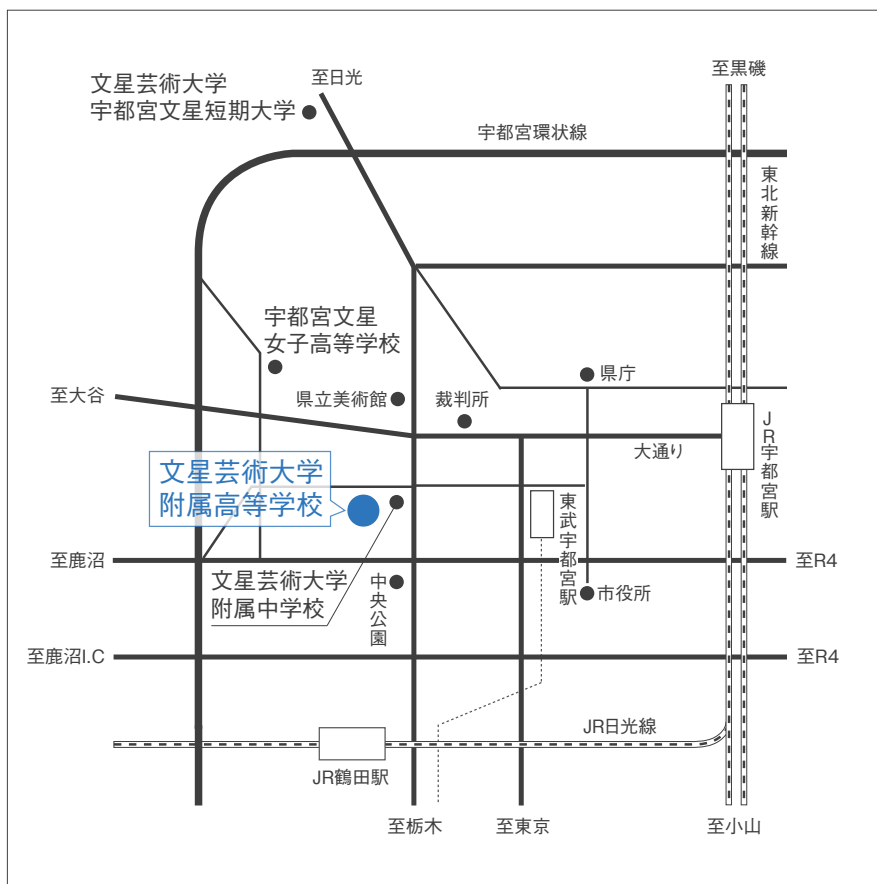 至黒磯
至日光
文星芸術大学
宇都宮文星短期大学
宇都宮環状線
東北新幹線
宇都宮文星
女子高等学校
県庁
至大谷
県立美術館
裁判所
大通り
JR宇都宮駅
文星芸術大学
附属高等学校
東武宇都宮駅
至鹿沼
至R4
文星芸術大学
附属中学校
中央公園
市役所
至鹿沼I.C
至R4
JR日光線
JR鶴田駅
至栃木
至東京
至小山